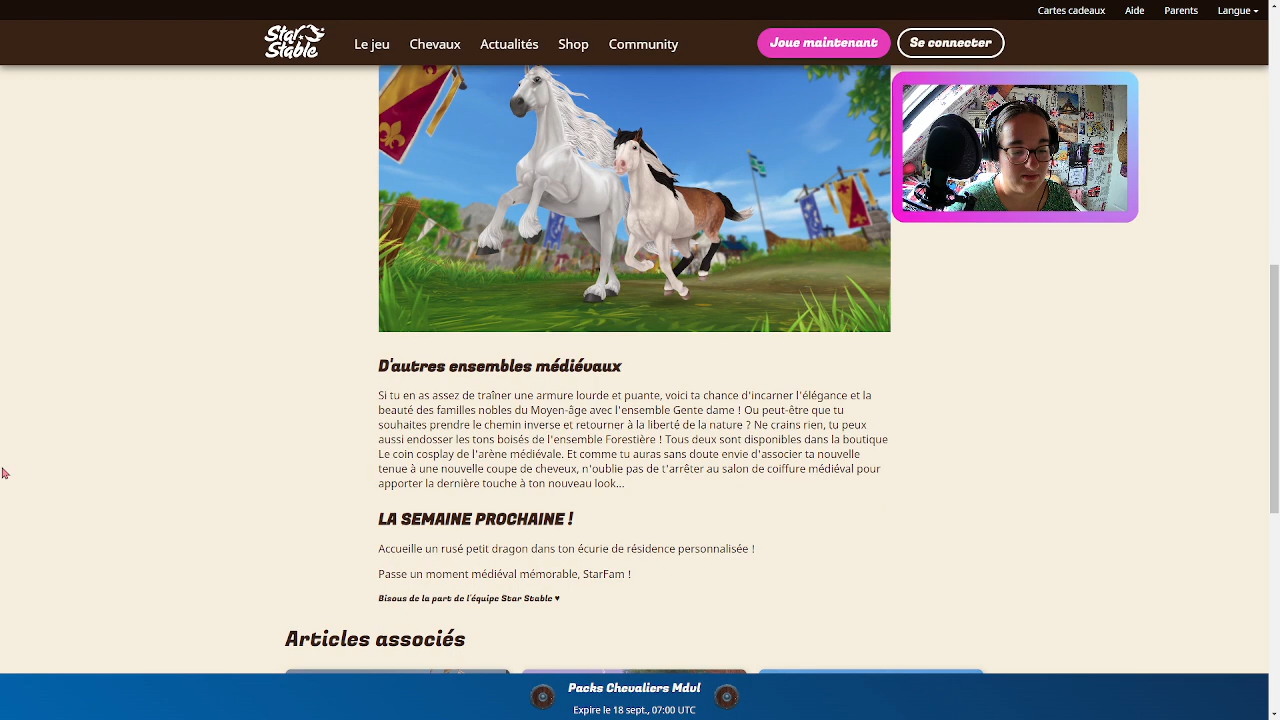 Cartes cadeaux Aide Parents Langue
Star Stable
Le jeu Chevaux Actualités Shop Community Joue maintenant Se connecter
D'autres ensembles médiévaux
Si tu en as assez de traîner une armure lourde et puante, voici ta chance d'incarner l'élégance et la
beauté des familles nobles du Moyen-âge avec l'ensemble Gente dame ! Ou peut-être que tu
souhaites prendre le chemin inverse et retourner à la liberté de la nature ? Ne crains rien, tu peux
aussi endosser les tons boisés de l'ensemble Forestière ! Tous deux sont disponibles dans la boutique
Le coin cosplay de l'arène médiévale. Et comme tu auras sans doute envie d'associer ta nouvelle
tenue à une nouvelle coupe de cheveux, n'oublie pas de t'arrêter au salon de coiffure médiéval pour
apporter la dernière touche à ton nouveau look...
LA SEMAINE PROCHAINE !
Accueille un rusé petit dragon dans ton écurie de résidence personnalisée !
Passe un moment médiéval mémorable, StarFam !
Bisous de la part de l'équipe Star Stable ♥
Articles associés
Packs Chevaliers Mdvl
Expire le 18 sept., 07:00 UTC